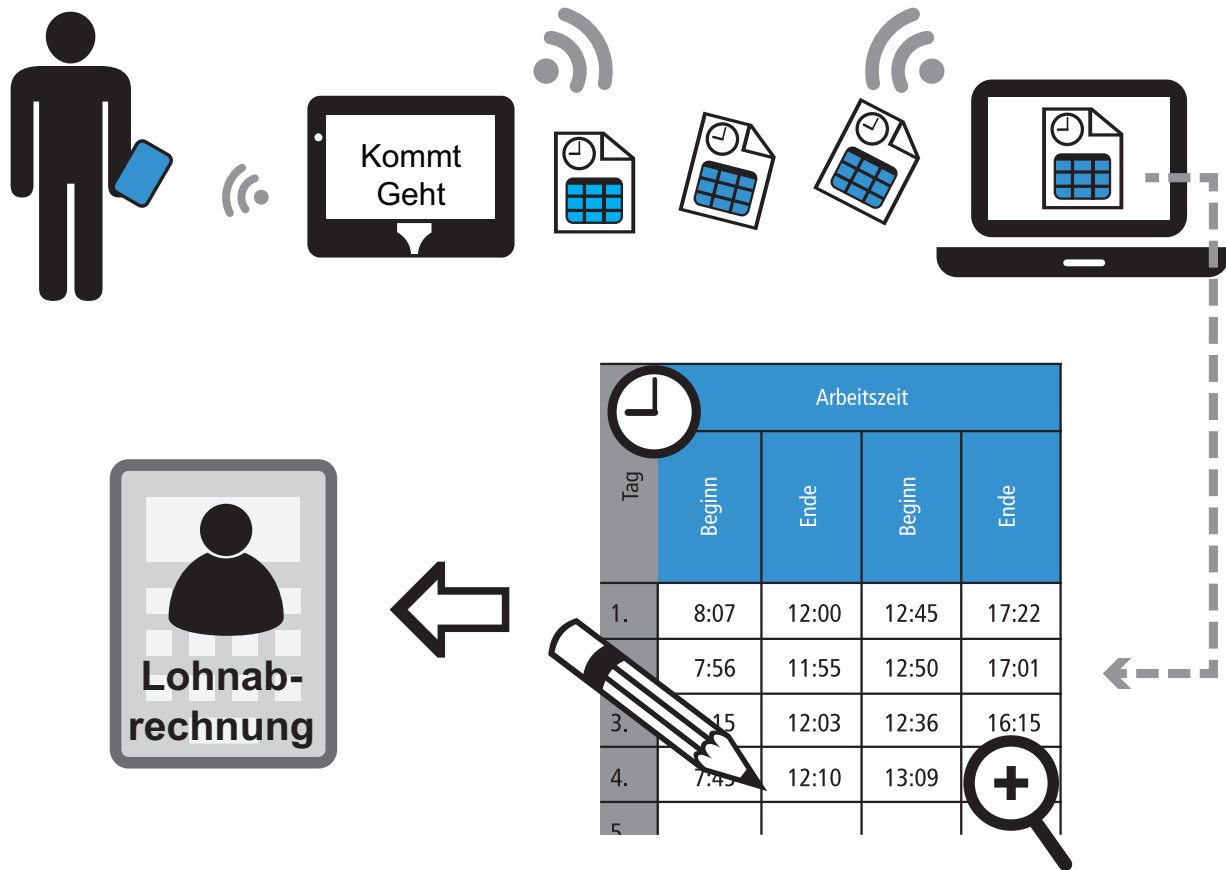 Kommt
Geht
Arbeitszeit
Tag
Beginn
Ende
Beginn
Ende
1. 8:07 12:00 12:45 17:22
7:56 11:55 12:50 17:01
3. 12:03 12:36 16:15
4. 12:10 13:09
Lohnab-
rechnung